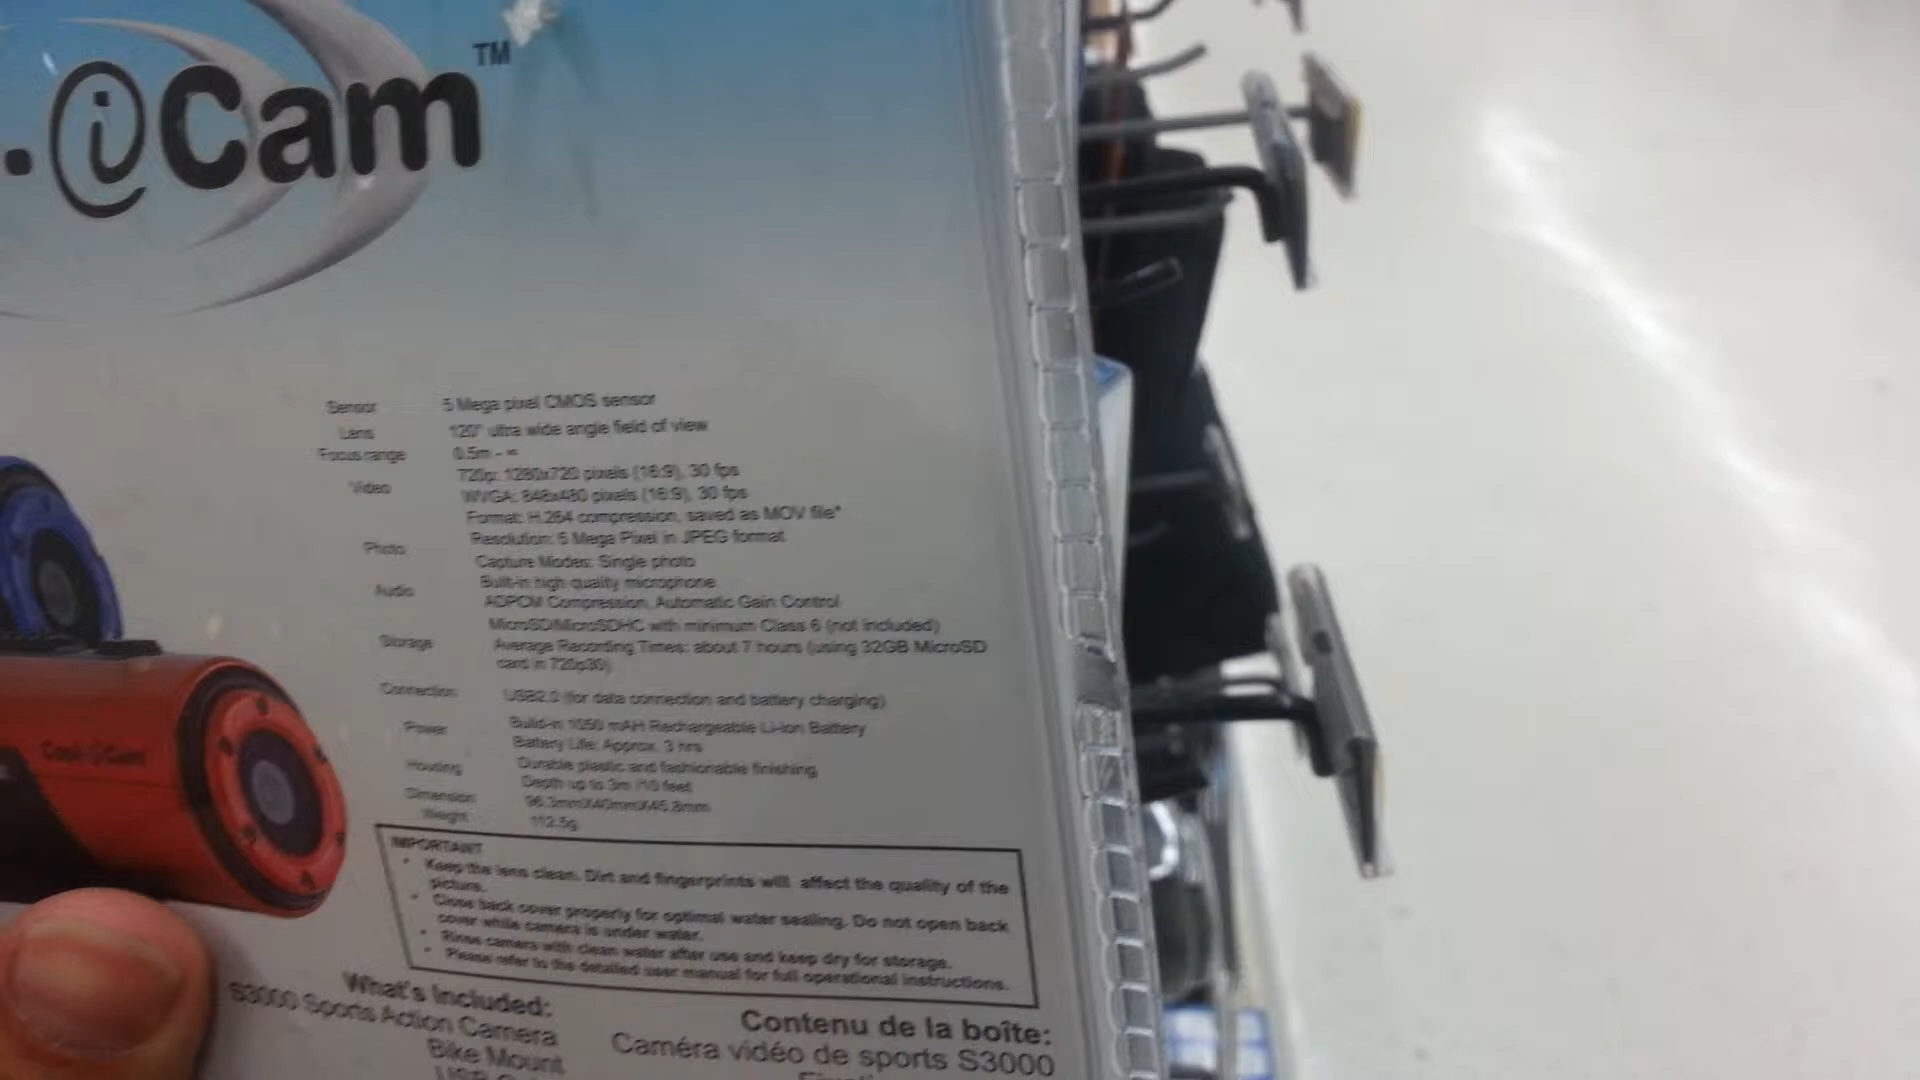 ·iCam™
Sensor 5 Mega pixel CMOS sensor
Lens 120° ultra wide angle field of view
Focus range 0.5m - ∞
Video 720p: 1280x720 pixels (16:9), 30 fps
WVGA: 848x480 pixels (16:9), 30 fps
Format: H.264 compression, saved as MOV file*
Photo Resolution: 5 Mega Pixel in JPEG format
Capture Modes: Single photo
Audio Built-in high quality microphone
ADPCM Compression, Automatic Gain Control
Storage MicroSD/MicroSDHC with minimum Class 6 (not included)
Average Recording Times: about 7 hours (using 32GB MicroSD
card in 720p30)
Connection USB2.0 (for data connection and battery charging)
Power Build-in 1050 mAH Rechargeable Li-ion Battery
Battery Life: Approx. 3 hrs
Housing Durable plastic and fashionable finishing
Depth up to 3m /10 feet
Dimension 96.3mmX40mmX45.8mm
Weight 112.5g
IMPORTANT
• Keep the lens clean. Dirt and fingerprints will affect the quality of the
picture.
• Close back cover properly for optimal water sealing. Do not open back
cover while camera is under water.
• Rinse camera with clean water after use and keep dry for storage.
• Please refer to the detailed user manual for full operational instructions.
What's Included:
S3000 Sports Action Camera
Bike Mount
Contenu de la boîte:
Caméra vidéo de sports S3000